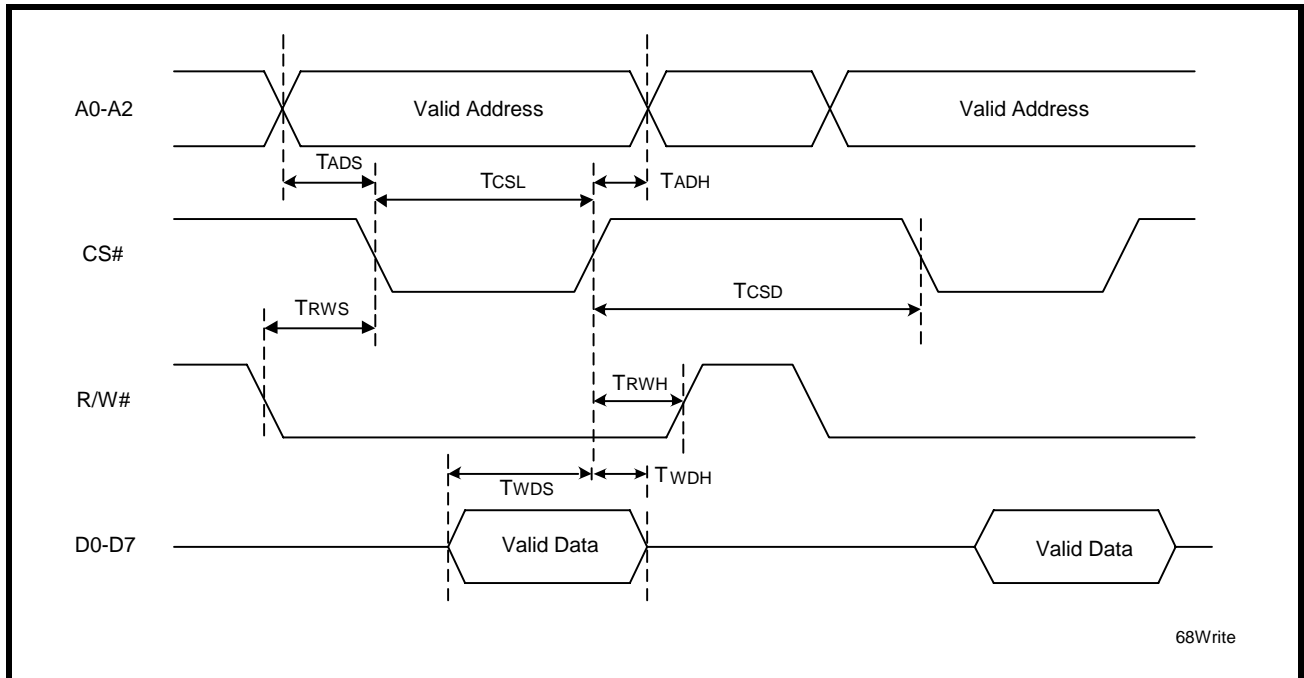 A0-A2
Valid Address
Valid Address
TADS
TCSL
TADH
CS#
TCSD
TRWS
R/W#
TRWH
TWDS
TWDH
D0-D7
Valid Data
Valid Data
68Write